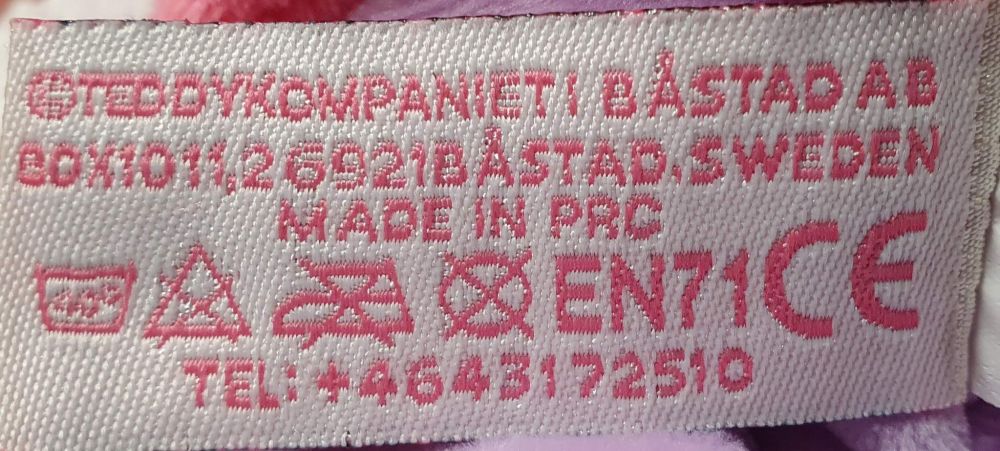 ©TEDDYKOMPANIET I BÅSTAD AB
BOX1011,26921BÅSTAD.SWEDEN
MADE IN PRC
40°C EN71 CE
TEL: +4643172510